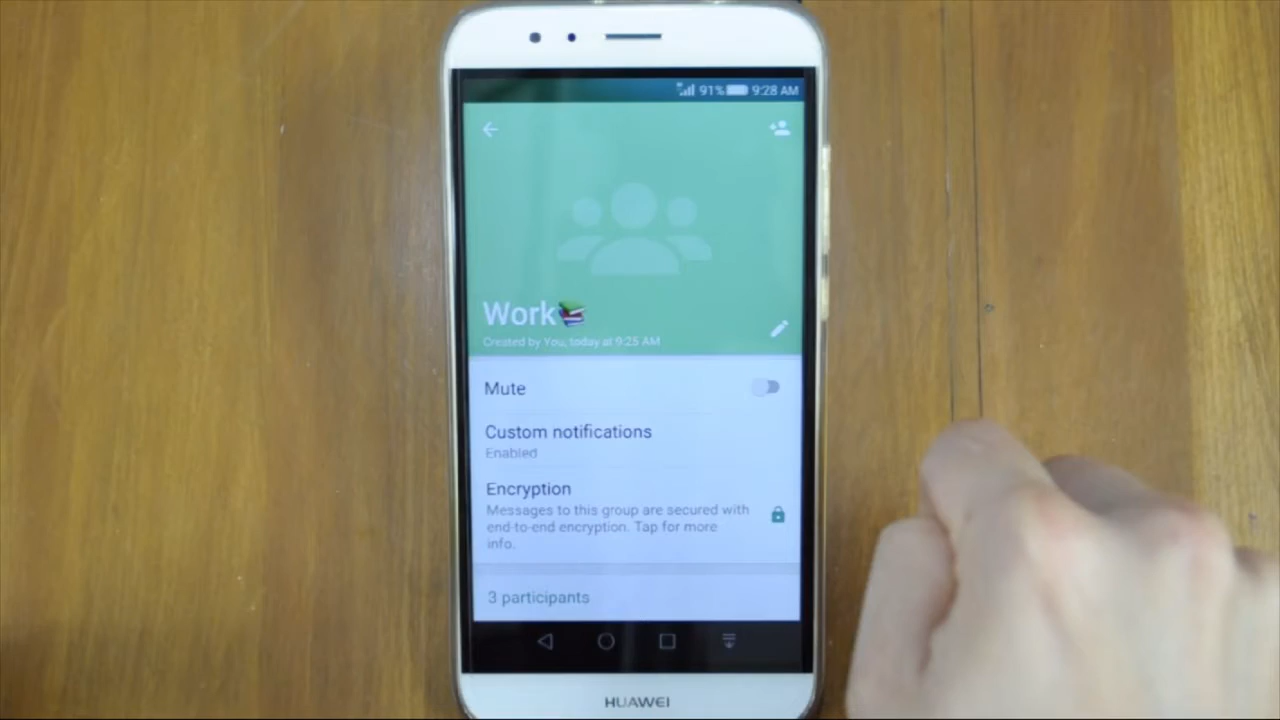 91% 9:28 AM
Work📚
Created by You, today at 9:25 AM
Mute
Custom notifications
Enabled
Encryption
Messages to this group are secured with
end-to-end encryption. Tap for more
info.
3 participants
HUAWEI